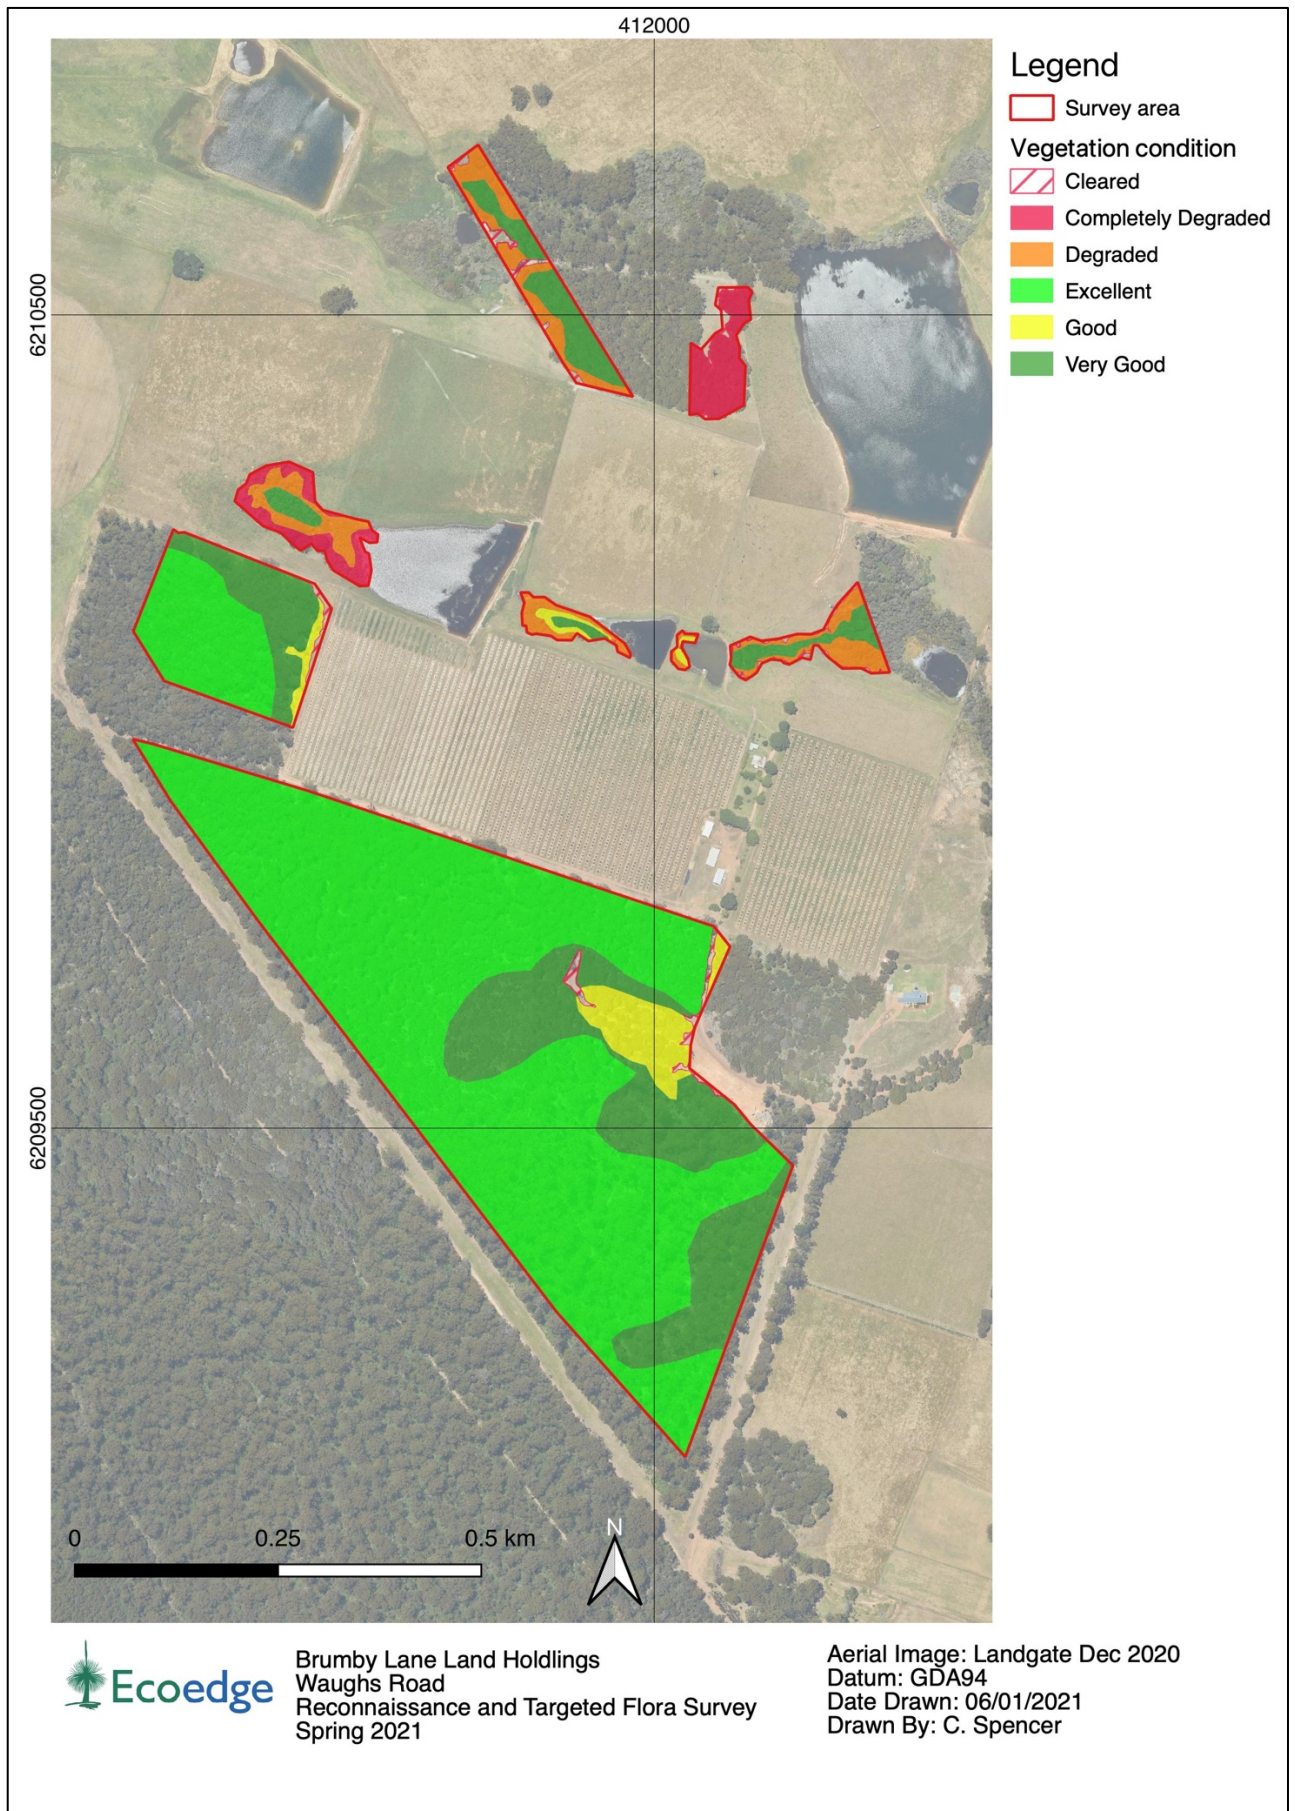 412000
Legend
Survey area
Vegetation condition
Cleared
Completely Degraded
Degraded
Excellent
Good
Very Good
6210500
6209500
0 0.25 0.5 km
N
Ecoedge
Brumby Lane Land Holdlings
Waughs Road
Reconnaissance and Targeted Flora Survey
Spring 2021
Aerial Image: Landgate Dec 2020
Datum: GDA94
Date Drawn: 06/01/2021
Drawn By: C. Spencer